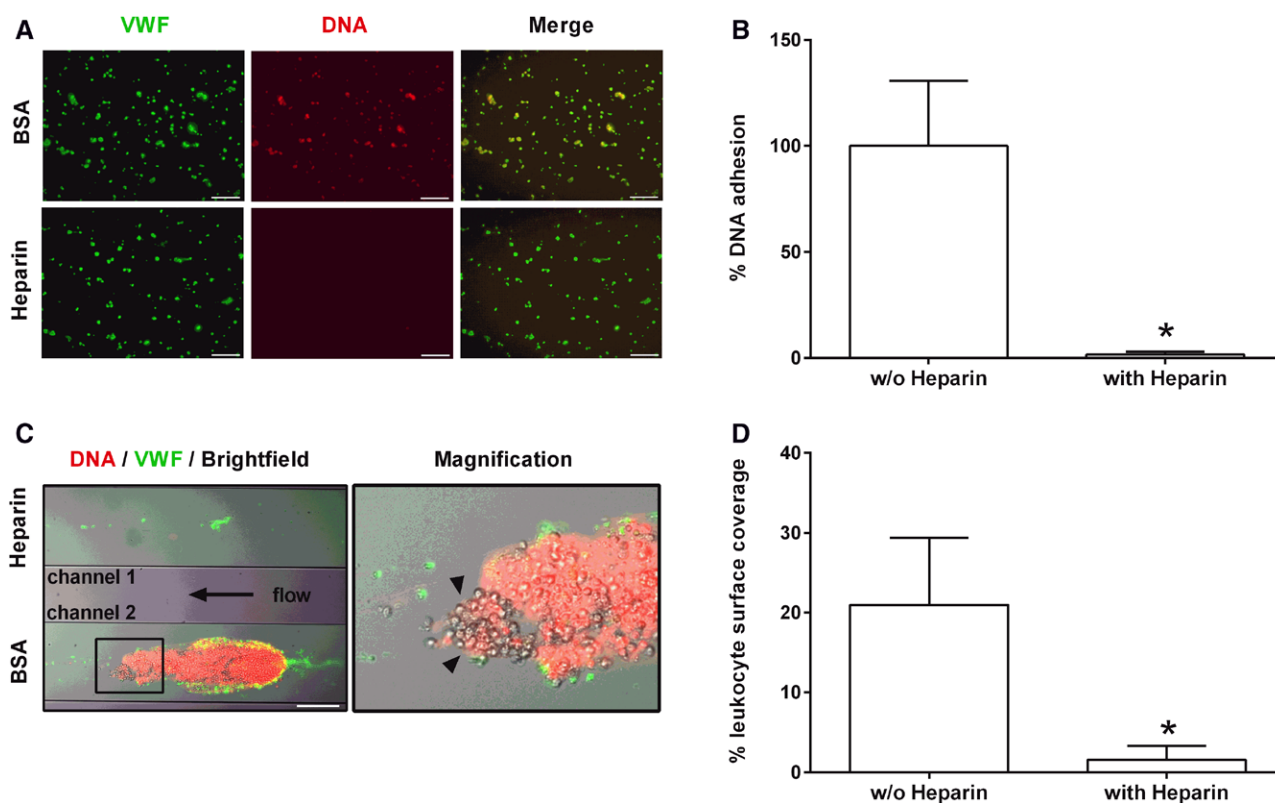 A
VWF
DNA
Merge
BSA
Heparin
B
% DNA adhesion
150
100
50
0
*
w/o Heparin
with Heparin
C
DNA / VWF / Brightfield
Magnification
Heparin
BSA
channel 1
flow
channel 2
D
% leukocyte surface coverage
40
30
20
10
0
*
w/o Heparin
with Heparin